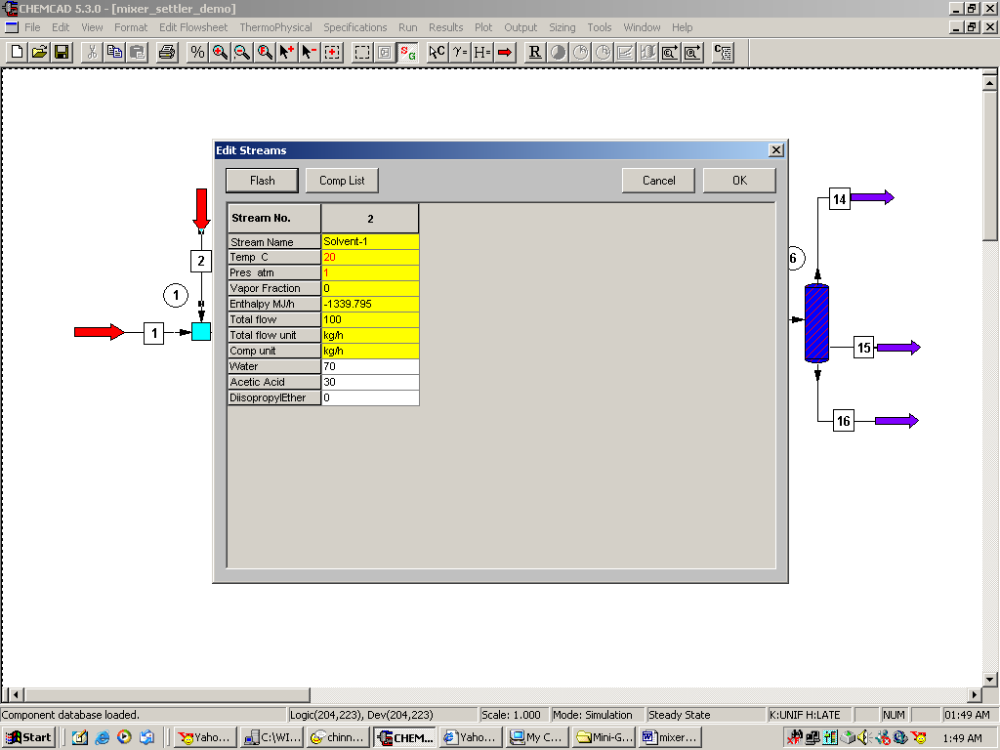 CHEMCAD 5.3.0 - [mixer_settler_demo]
File Edit View Format Edit Flowsheet ThermoPhysical Specifications Run Results Plot Output Sizing Tools Window Help
% C γ= H= R C
S G
Edit Streams
Flash Comp List Cancel OK
Stream No. 2
Stream Name Solvent-1
Temp C 20
Pres atm 1
Vapor Fraction 0
Enthalpy MJ/h -1339.795
Total flow 100
Total flow unit kg/h
Comp unit kg/h
Water 70
Acetic Acid 30
DiisopropylEther 0
2
1
1
14
6
15
16
Component database loaded. Logic(204,223), Dev(204,223) Scale: 1.000 Mode: Simulation Steady State K:UNIF H:LATE NUM 01:49 AM
Start Yaho... C:\WI... chinn... CHEM... Yaho... My C... Mini-G... mixer... 1:49 AM